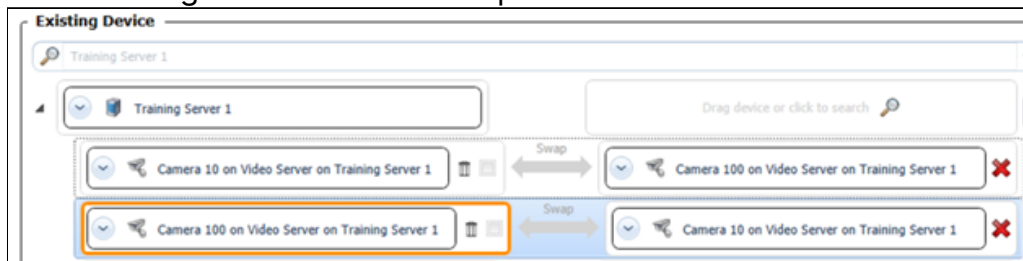 Existing Device
Training Server 1
Training Server 1
Drag device or click to search
Swap
Camera 10 on Video Server on Training Server 1
Camera 100 on Video Server on Training Server 1
Swap
Camera 100 on Video Server on Training Server 1
Camera 10 on Video Server on Training Server 1